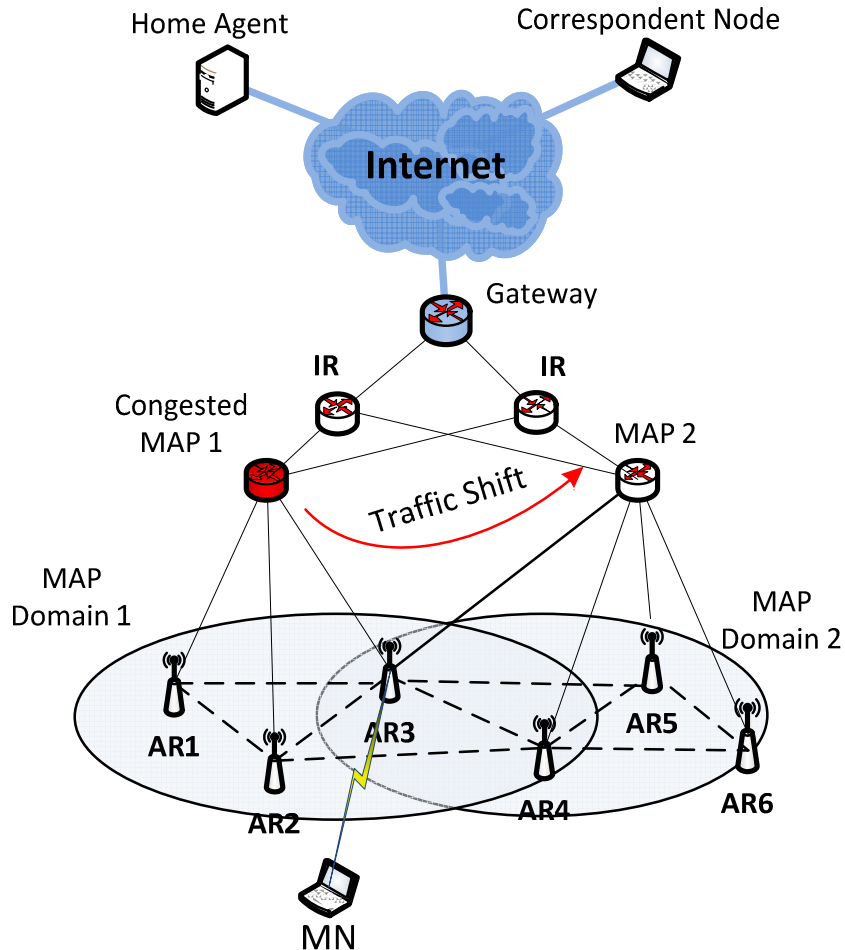 Home Agent
Correspondent Node
Internet
Gateway
IR
IR
Congested
MAP 1
MAP 2
Traffic Shift
MAP
Domain 1
MAP
Domain 2
AR1
AR2
AR3
AR4
AR5
AR6
MN